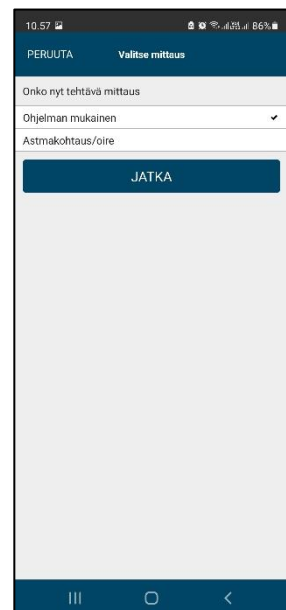 10.57 86%
PERUUTA Valitse mittaus
Onko nyt tehtävä mittaus
Ohjelman mukainen
Astmakohtaus/oire
JATKA